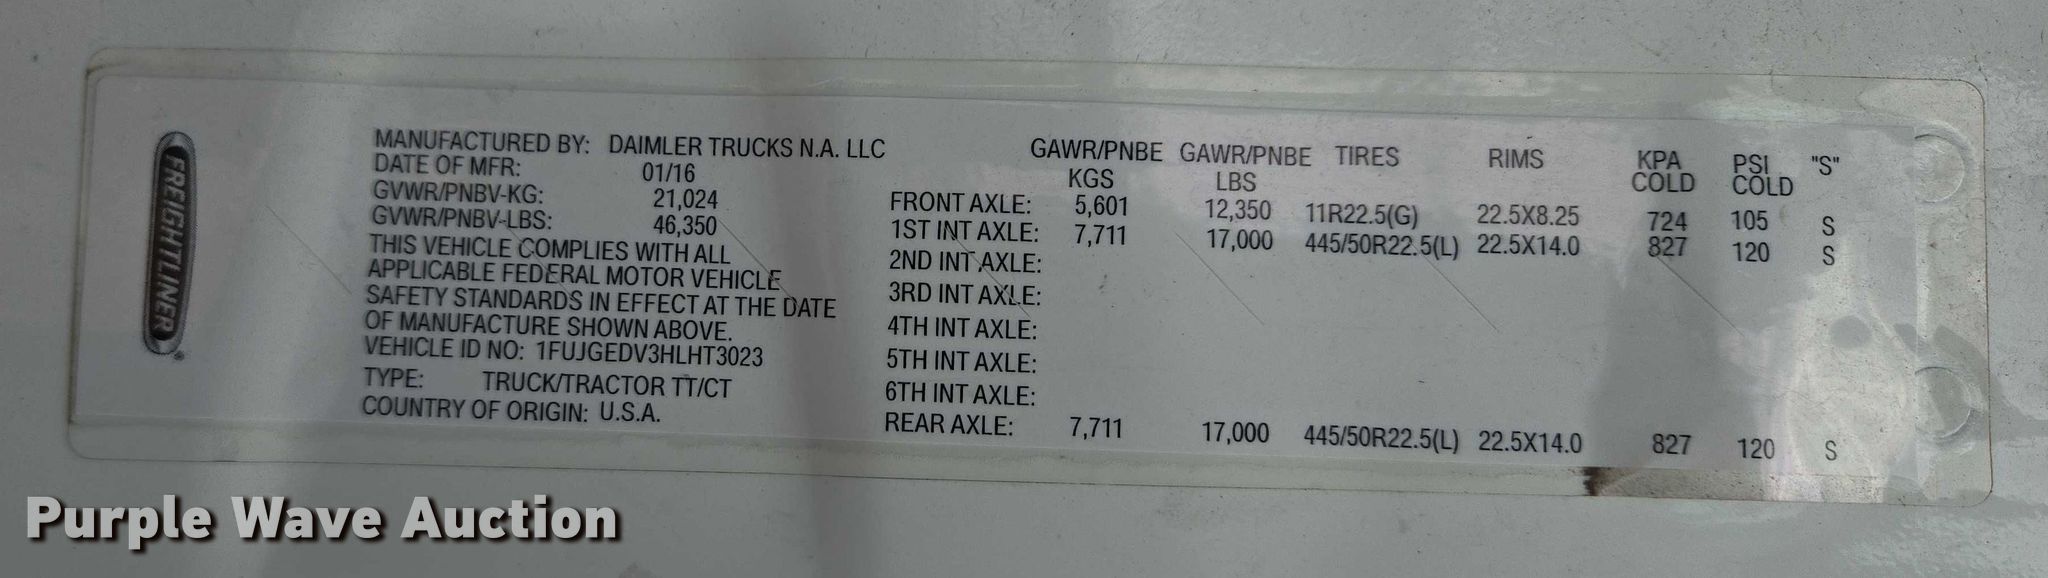 FREIGHTLINER®
MANUFACTURED BY: DAIMLER TRUCKS N.A. LLC
DATE OF MFR: 01/16
GVWR/PNBV-KG: 21,024
GVWR/PNBV-LBS: 46,350
THIS VEHICLE COMPLIES WITH ALL
APPLICABLE FEDERAL MOTOR VEHICLE
SAFETY STANDARDS IN EFFECT AT THE DATE
OF MANUFACTURE SHOWN ABOVE.
VEHICLE ID NO: 1FUJGEDV3HLHT3023
TYPE: TRUCK/TRACTOR TT/CT
COUNTRY OF ORIGIN: U.S.A.
GAWR/PNBE GAWR/PNBE TIRES RIMS KPA PSI "S"
KGS LBS COLD COLD
FRONT AXLE: 5,601 12,350 11R22.5(G) 22.5X8.25 724 105 S
1ST INT AXLE: 7,711 17,000 445/50R22.5(L) 22.5X14.0 827 120 S
2ND INT AXLE:
3RD INT AXLE:
4TH INT AXLE:
5TH INT AXLE:
6TH INT AXLE:
REAR AXLE: 7,711 17,000 445/50R22.5(L) 22.5X14.0 827 120 S
Purple Wave Auction